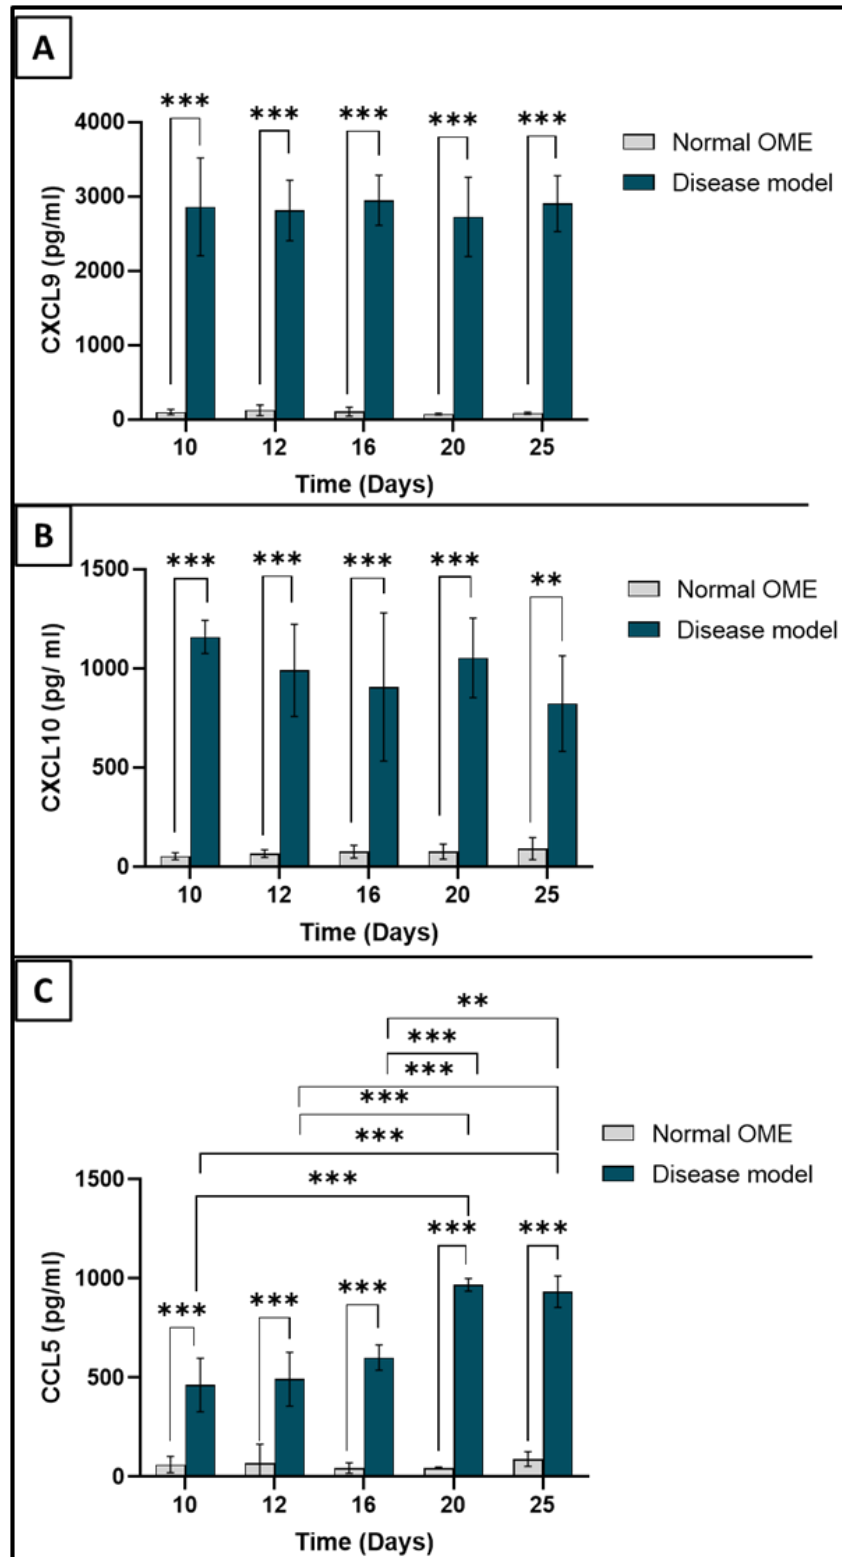 A
*** *** *** *** ***
4000
3000
2000
1000
0
CXCL9 (pg/ml)
10 12 16 20 25
Time (Days)
Normal OME
Disease model
B
*** *** *** *** **
1500
1000
500
0
CXCL10 (pg/ ml)
10 12 16 20 25
Time (Days)
Normal OME
Disease model
C
**
***
***
***
***
***
*** *** *** *** ***
1500
1000
500
0
CCL5 (pg/ml)
10 12 16 20 25
Time (Days)
Normal OME
Disease model